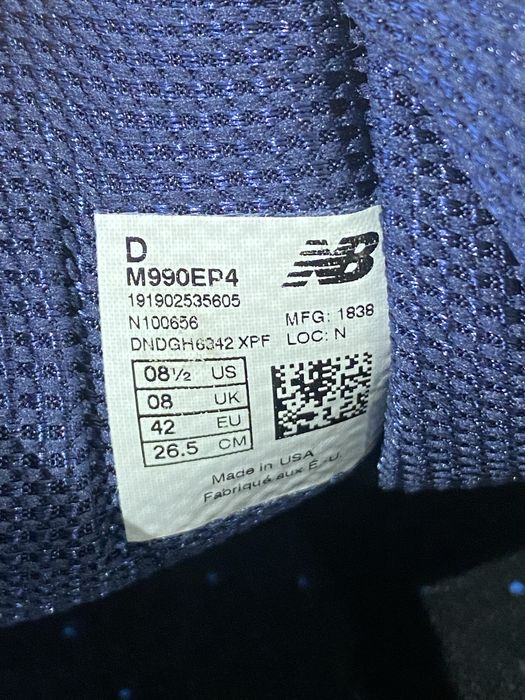 D
M990EP4
191902535605
N100656
DNDGH6342 XPF
NB
MFG: 1838
LOC: N
08½ US
08 UK
42 EU
26.5 CM
Made in USA
Fabriqué aux É.-U.